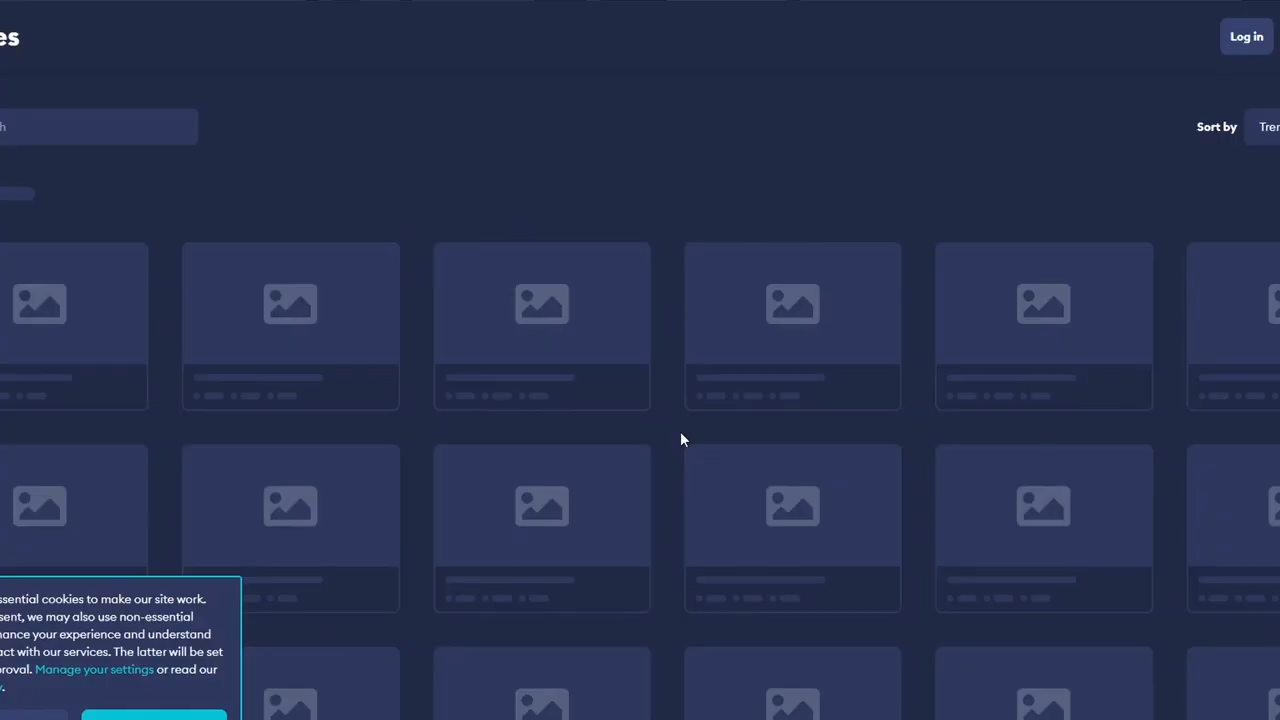 es
Log in
h
Sort by
Tren
ssential cookies to make our site work.
sent, we may also use non-essential
hance your experience and understand
act with our services. The latter will be set
proval. Manage your settings or read our
y.